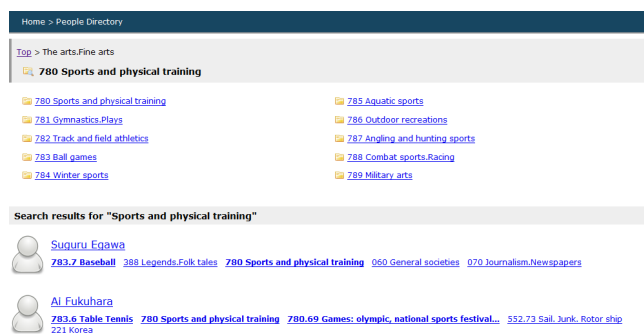 Home > People Directory
Top > The arts.Fine arts
780 Sports and physical training
780 Sports and physical training
785 Aquatic sports
781 Gymnastics.Plays
786 Outdoor recreations
782 Track and field athletics
787 Angling and hunting sports
783 Ball games
788 Combat sports.Racing
784 Winter sports
789 Military arts
Search results for "Sports and physical training"
Suguru Egawa
783.7 Baseball 388 Legends.Folk tales 780 Sports and physical training 060 General societies 070 Journalism.Newspapers
Ai Fukuhara
783.6 Table Tennis 780 Sports and physical training 780.69 Games: olympic, national sports festival... 552.73 Sail. Junk. Rotor ship
221 Korea